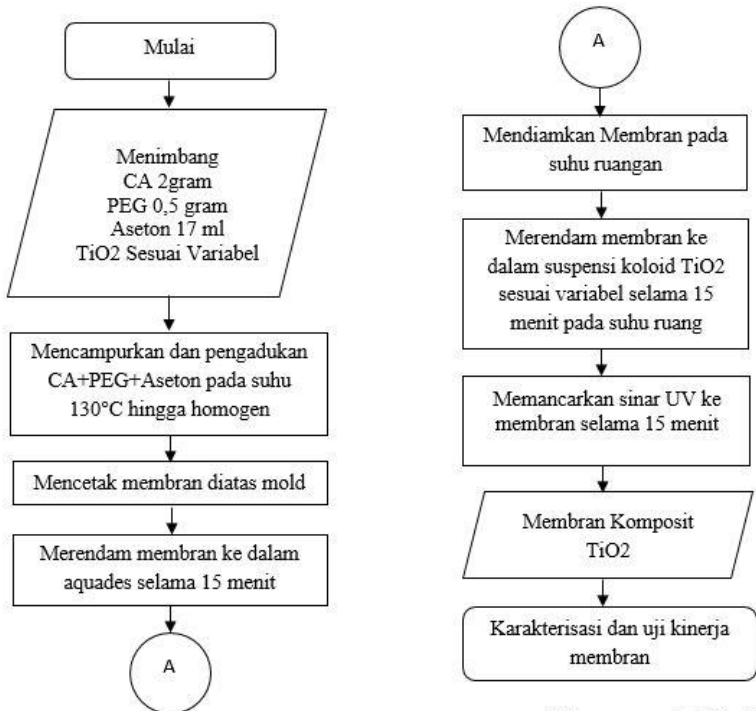 Mulai
Menimbang
CA 2gram
PEG 0,5 gram
Aseton 17 ml
TiO2 Sesuai Variabel
Mencampurkan dan pengadukan
CA+PEG+Aseton pada suhu
130°C hingga homogen
Mencetak membran diatas mold
Merendam membran ke dalam
aquades selama 15 menit
A
A
Mendiamkan Membran pada
suhu ruangan
Merendam membran ke
dalam suspensi koloid TiO2
sesuai variabel selama 15
menit pada suhu ruang
Memancarkan sinar UV ke
membran selama 15 menit
Membran Komposit
TiO2
Karakterisasi dan uji kinerja
membran